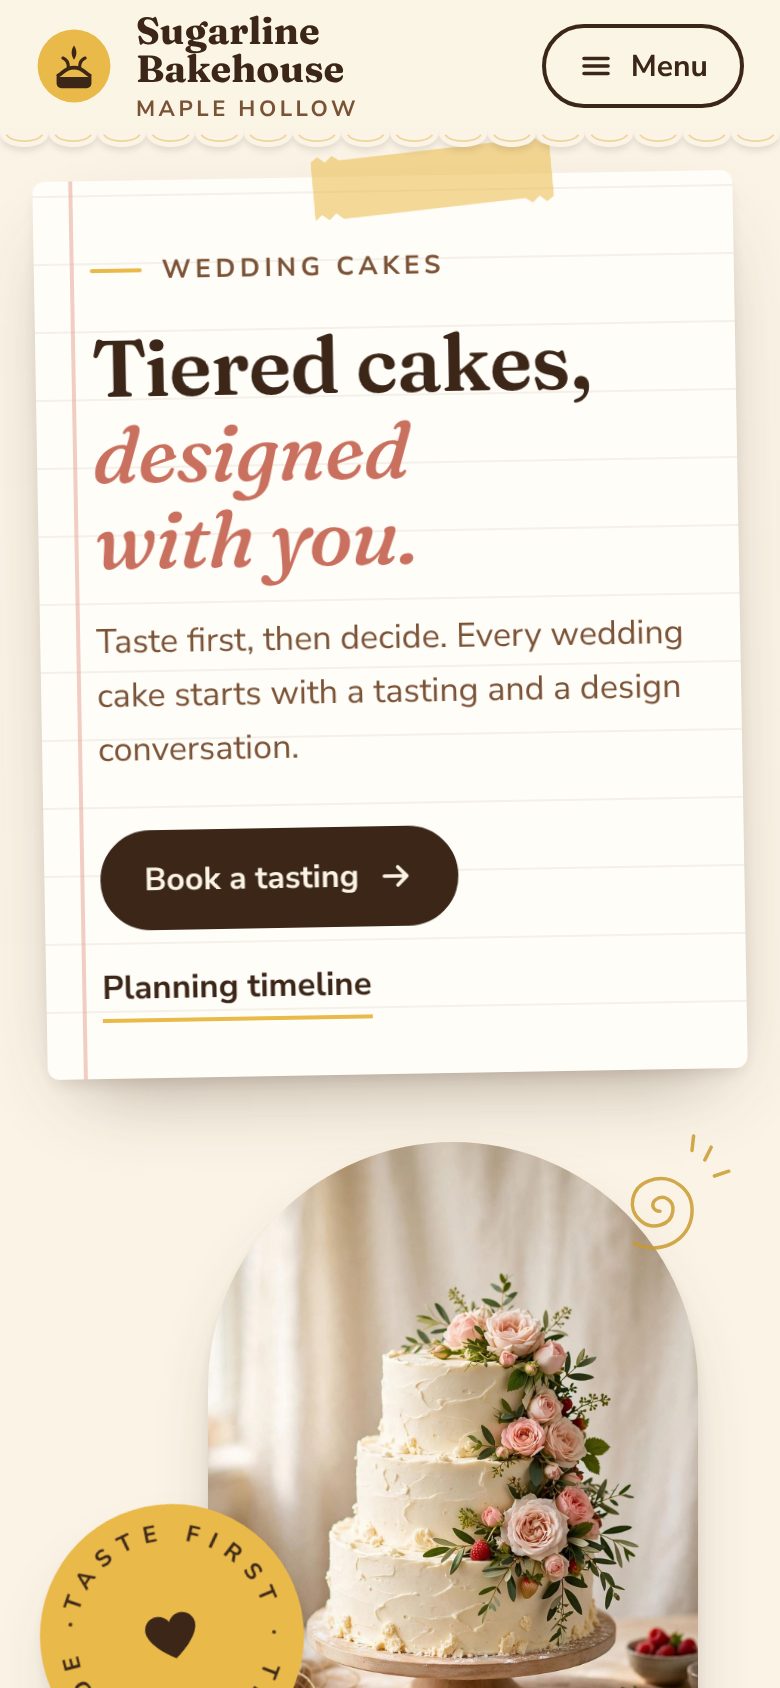 Sugarline
Bakehouse
MAPLE HOLLOW
Menu
WEDDING CAKES
Tiered cakes,
designed
with you.
Taste first, then decide. Every wedding
cake starts with a tasting and a design
conversation.
Book a tasting
Planning timeline
· TASTE FIRST ·